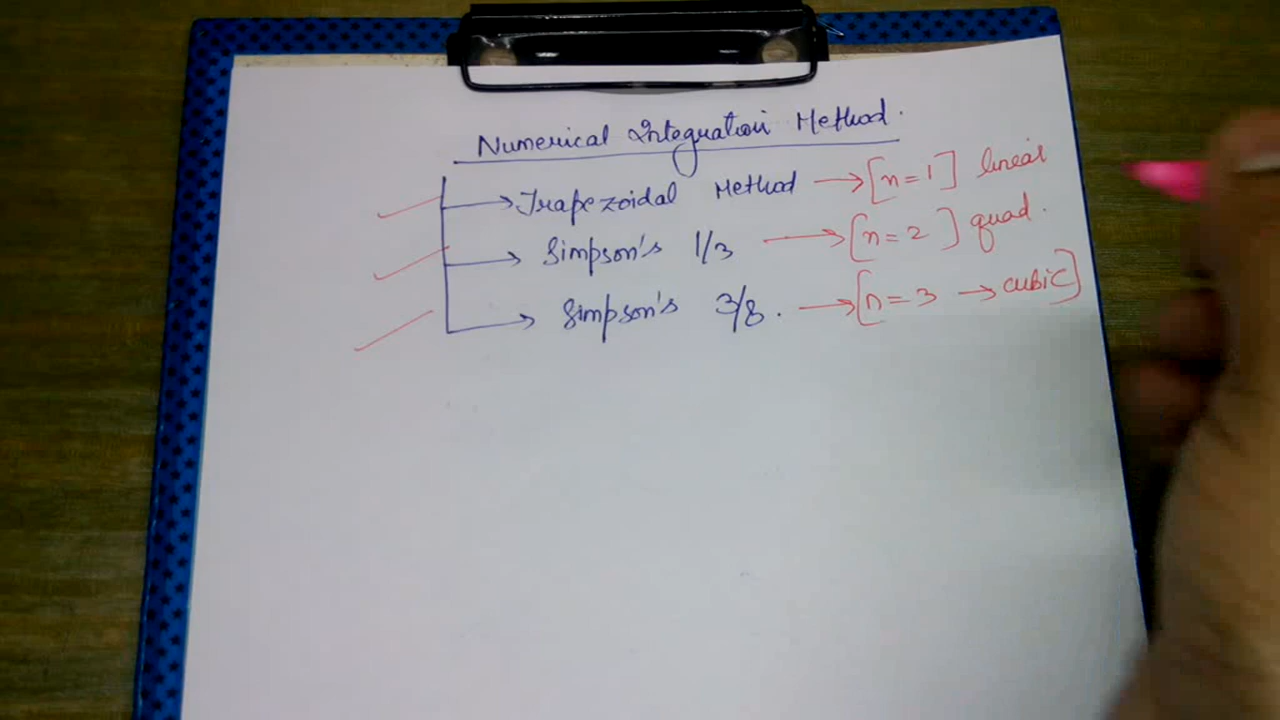 Numerical Integration Method.
→ Trapezoidal Method → [n=1] linear
→ Simpson's 1/3 → [n=2] quad.
→ Simpson's 3/8. → [n=3 → cubic]